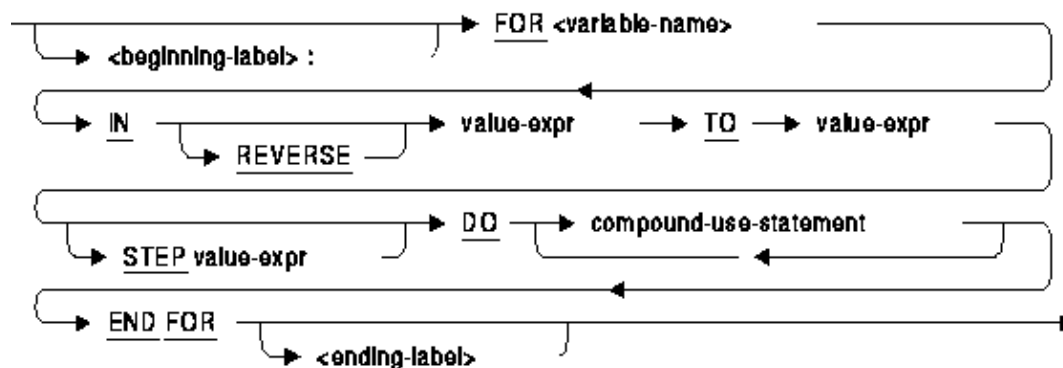 FOR <variable-name>
<beginning-label> :
IN value-expr TO value-expr
REVERSE
DO compound-use-statement
STEP value-expr
END FOR
<ending-label>